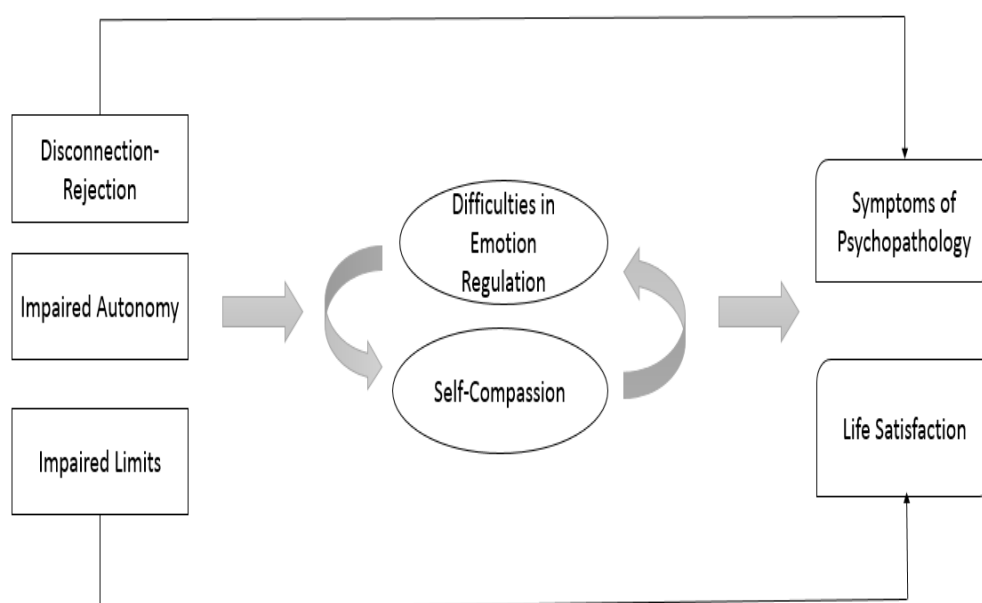 Disconnection-
Rejection
Impaired Autonomy
Impaired Limits
Difficulties in
Emotion
Regulation
Self-Compassion
Symptoms of
Psychopathology
Life Satisfaction